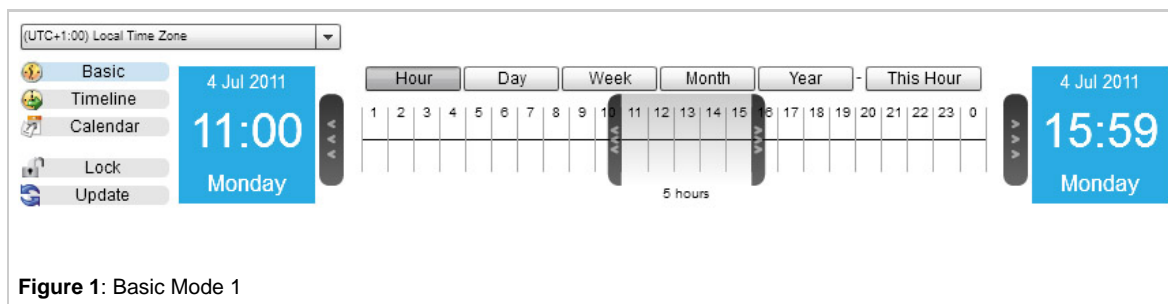 (UTC+1:00) Local Time Zone
Basic
Timeline
Calendar
Lock
Update
4 Jul 2011
11:00
Monday
<<<
Hour Day Week Month Year - This Hour
1 2 3 4 5 6 7 8 9 10 11 12 13 14 15 16 17 18 19 20 21 22 23 0
<<< >>>
5 hours
>>>
4 Jul 2011
15:59
Monday
Figure 1: Basic Mode 1